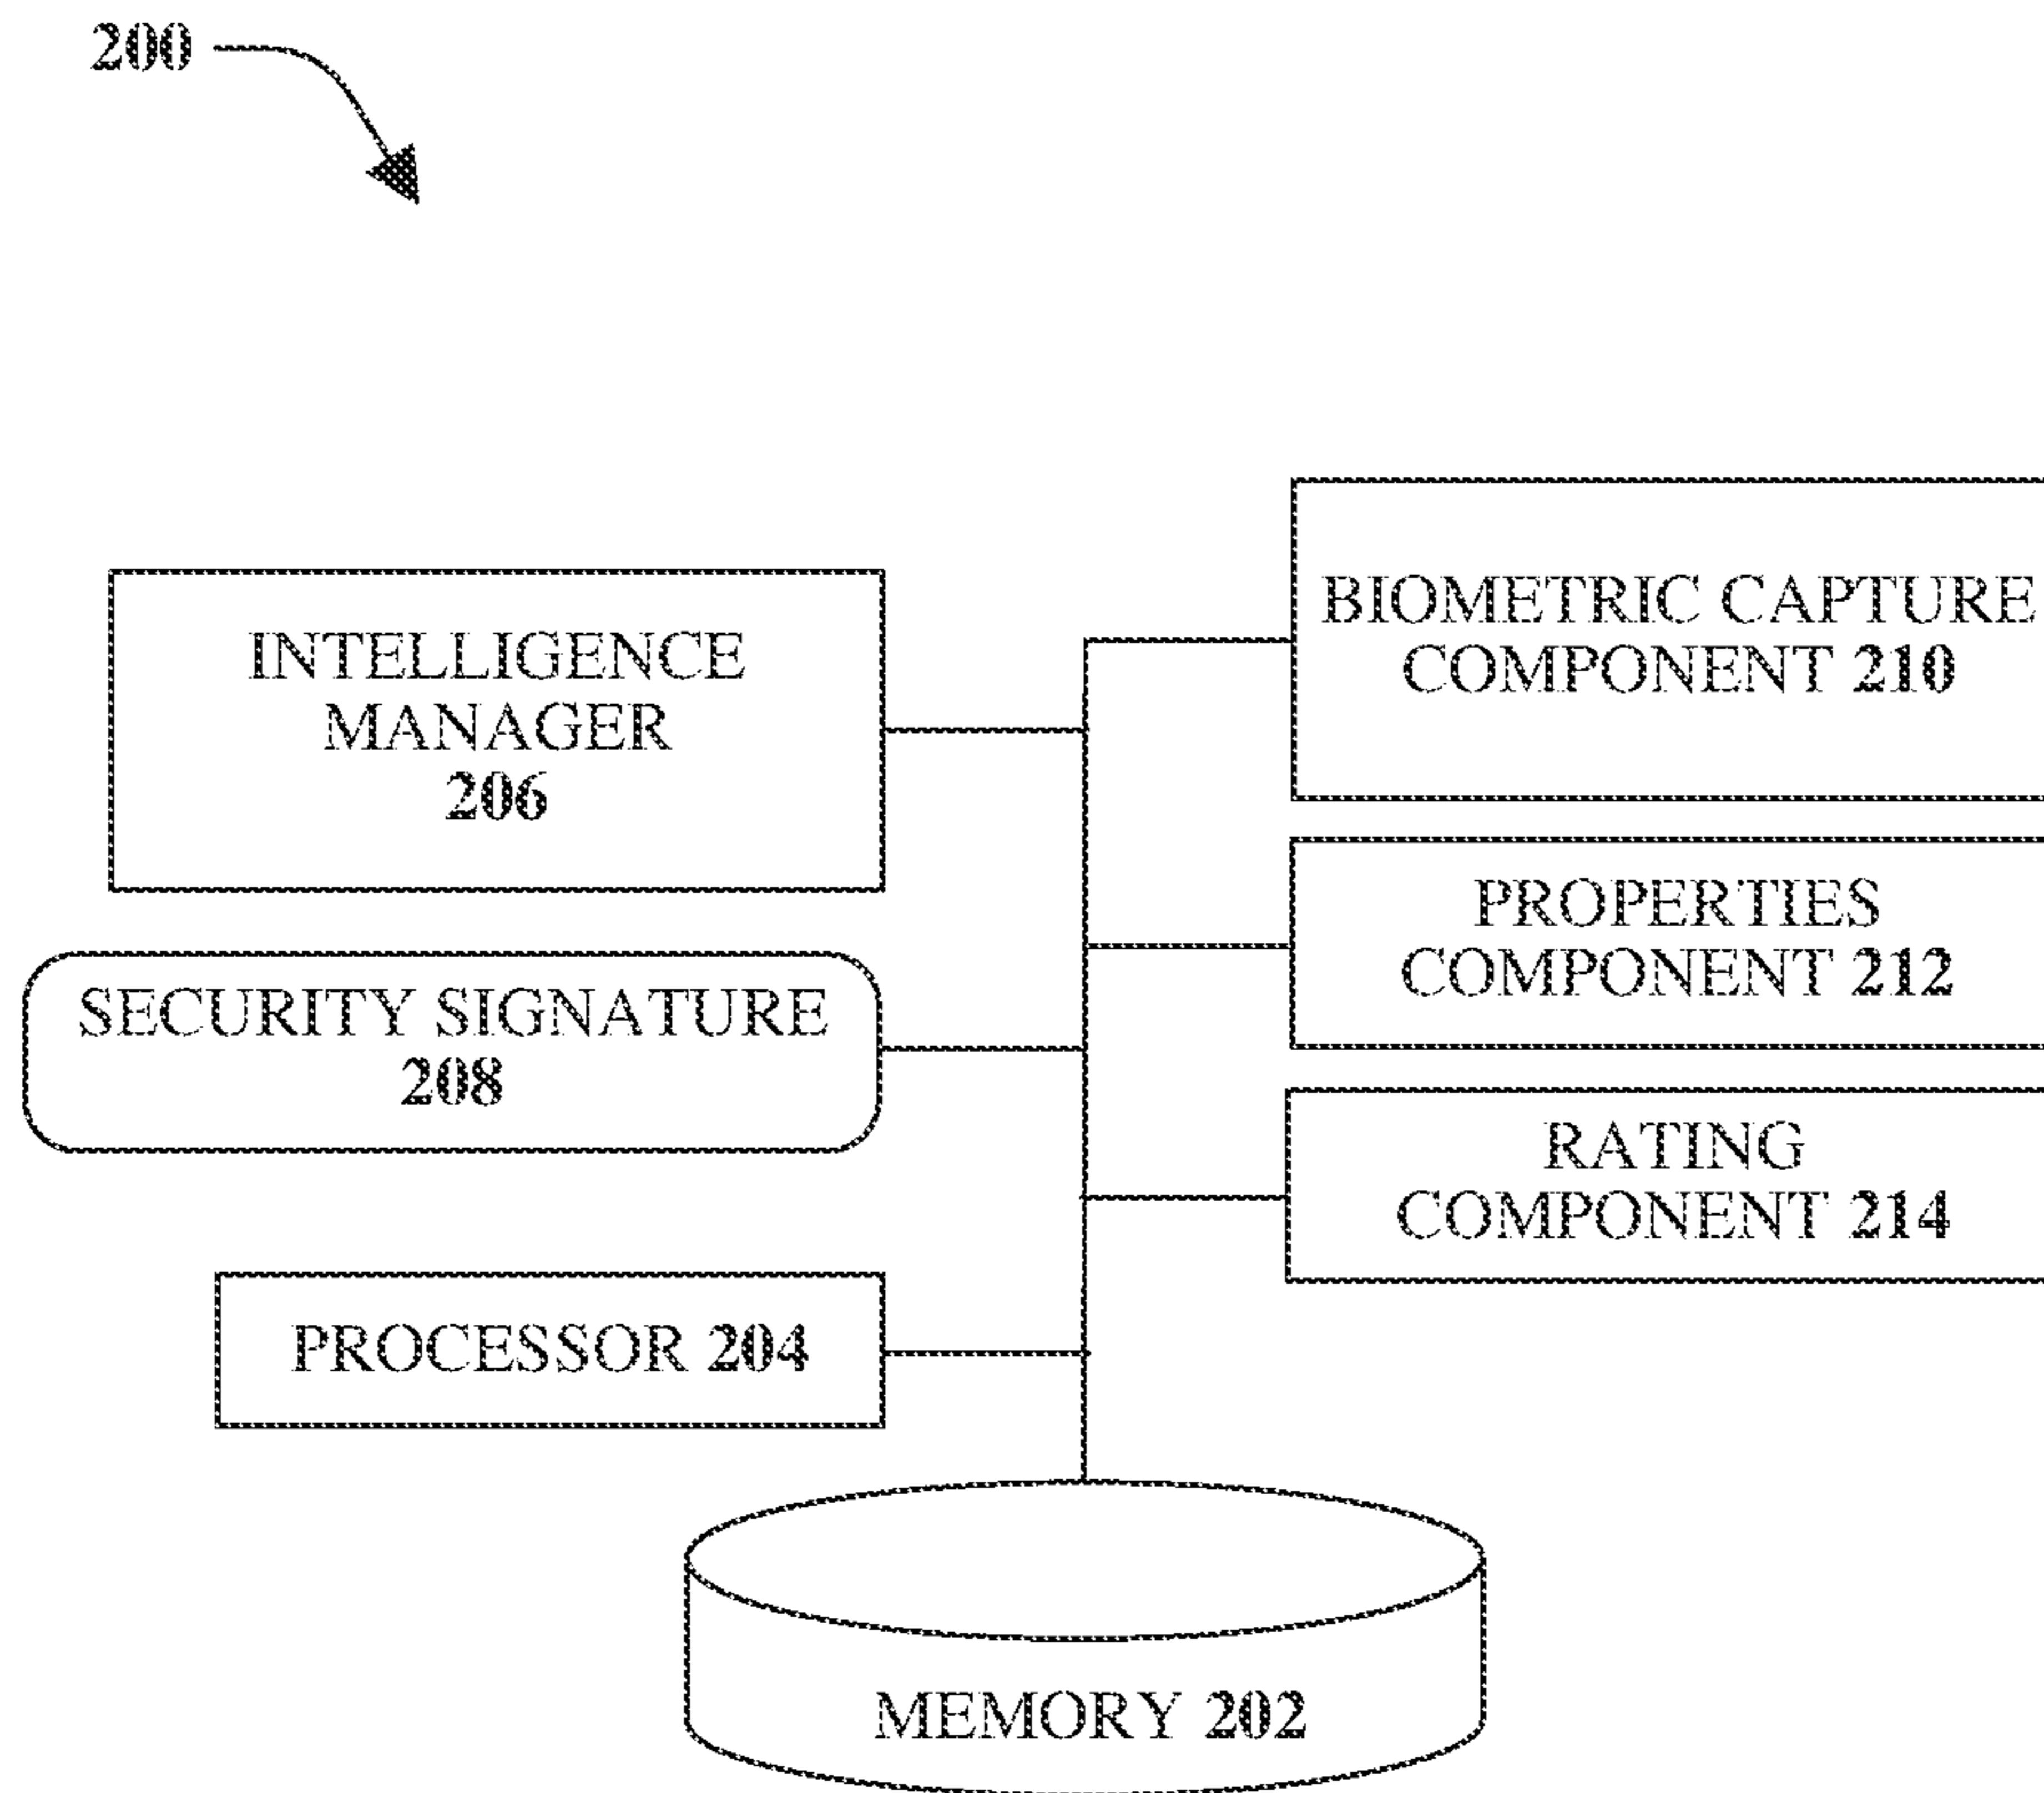 200
INTELLIGENCE
MANAGER
206
SECURITY SIGNATURE
208
PROCESSOR 204
BIOMETRIC CAPTURE
COMPONENT 210
PROPERTIES
COMPONENT 212
RATING
COMPONENT 214
MEMORY 202